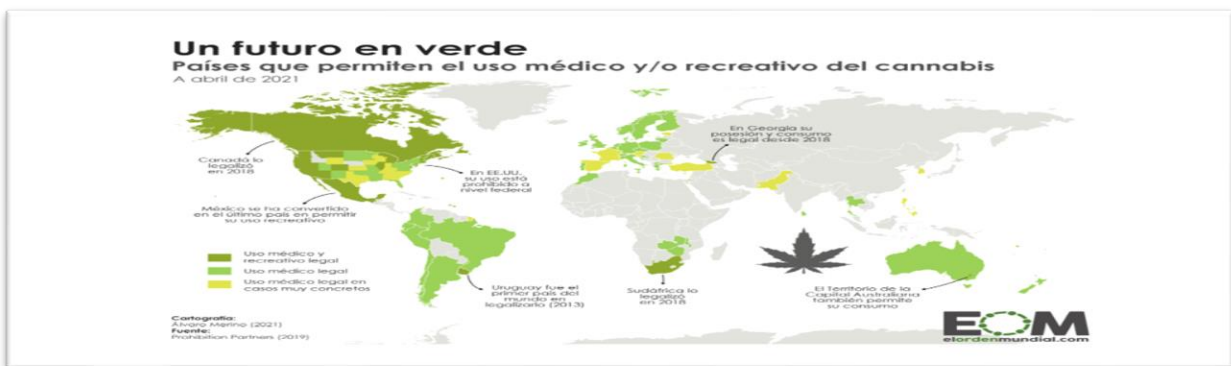 Un futuro en verde
Países que permiten el uso médico y/o recreativo del cannabis
A abril de 2021
Canadá lo
legalizó
en 2018
En EE.UU.
su uso está
prohibido a
nivel federal
En Georgia su
posesión y consumo
es legal desde 2018
México se ha convertido
en el último país en permitir
su uso recreativo
Uso médico y
recreativo legal
Uso médico legal
Uso médico legal en
casos muy concretos
Uruguay fue el
primer país del
mundo en
legalizarlo (2013)
Sudáfrica lo
legalizó
en 2018
El Territorio de la
Capital Australiana
también permite
su consumo
Cartografía:
Álvaro Merino (2021)
Fuente:
Prohibition Partners (2019)
EOM
elordenmundial.com